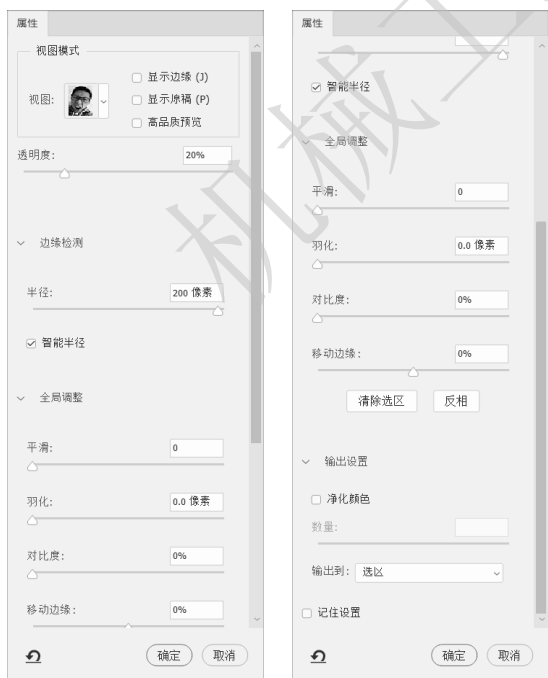 属性
视图模式
视图:
显示边缘 (J)
显示原稿 (P)
高品质预览
透明度: 20%
边缘检测
半径: 200 像素
智能半径
全局调整
平滑: 0
羽化: 0.0 像素
对比度: 0%
移动边缘: 0%
确定 取消
属性
智能半径
全局调整
平滑: 0
羽化: 0.0 像素
对比度: 0%
移动边缘: 0%
清除选区 反相
输出设置
净化颜色
数量:
输出到: 选区
记住设置
确定 取消
机械工